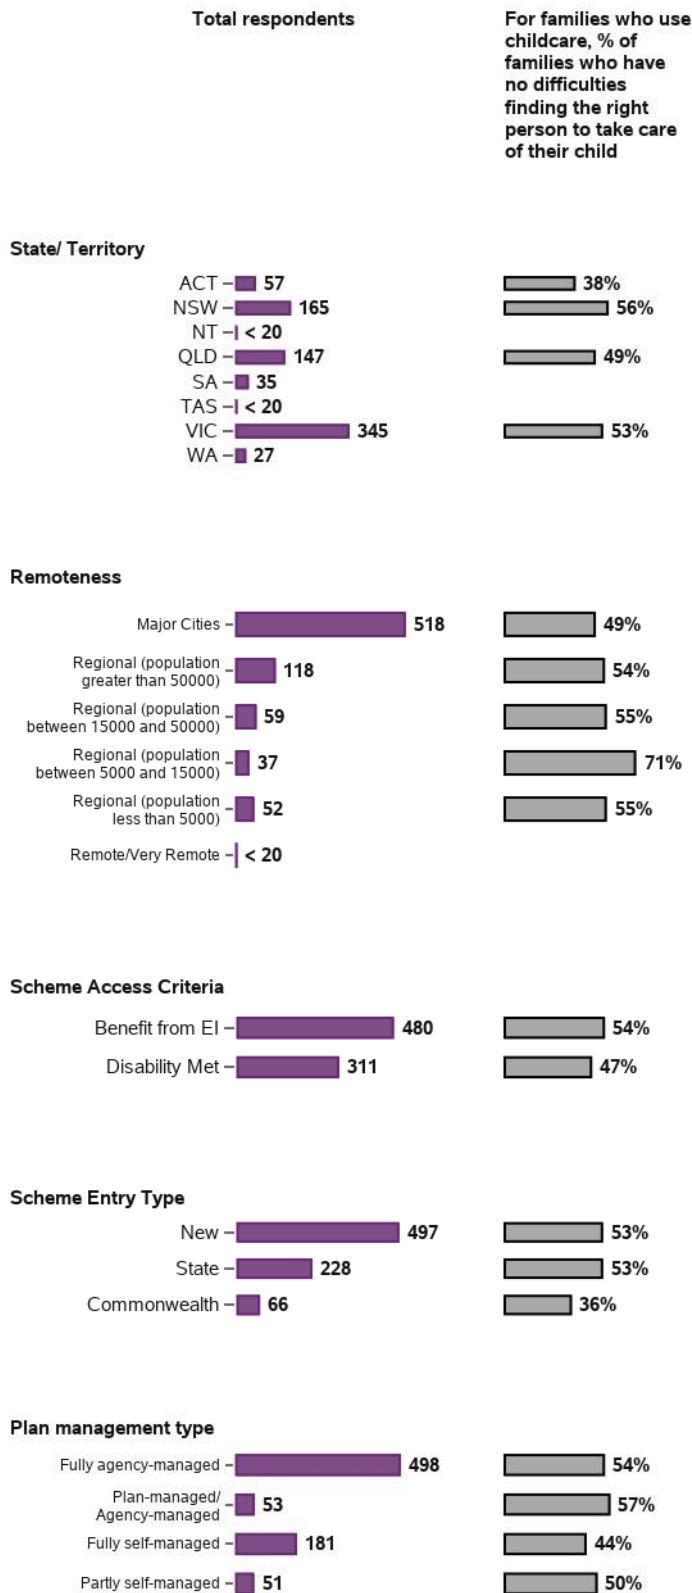 Total respondents
For families who use
childcare, % of
families who have
no difficulties
finding the right
person to take care
of their child
State/ Territory
ACT 57 38%
NSW 165 56%
NT < 20
QLD 147 49%
SA 35
TAS < 20
VIC 345 53%
WA 27
Remoteness
Major Cities 518 49%
Regional (population
greater than 50000) 118 54%
Regional (population
between 15000 and 50000) 59 55%
Regional (population
between 5000 and 15000) 37 71%
Regional (population
less than 5000) 52 55%
Remote/Very Remote < 20
Scheme Access Criteria
Benefit from EI 480 54%
Disability Met 311 47%
Scheme Entry Type
New 497 53%
State 228 53%
Commonwealth 66 36%
Plan management type
Fully agency-managed 498 54%
Plan-managed/
Agency-managed 53 57%
Fully self-managed 181 44%
Partly self-managed 51 50%